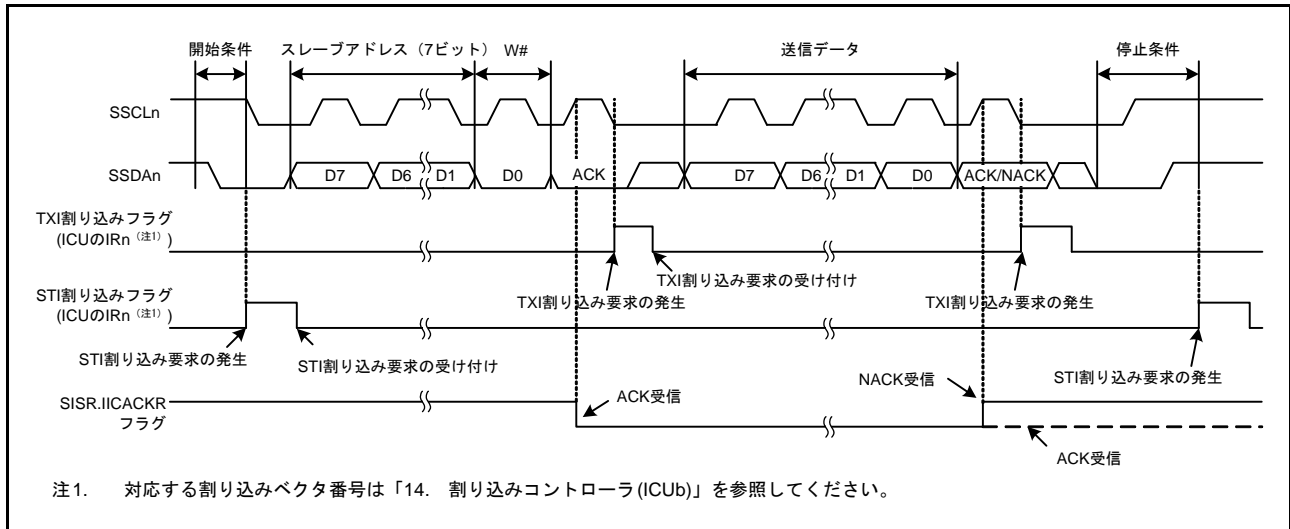 開始条件 スレーブアドレス（7ビット） W# 送信データ 停止条件
SSCLn
SSDAn D7 D6 D1 D0 ACK D7 D6 D1 D0 ACK/NACK
TXI割り込みフラグ
(ICUのIRn（注1）)
TXI割り込み要求の受け付け
TXI割り込み要求の発生 TXI割り込み要求の発生
STI割り込みフラグ
(ICUのIRn（注1）)
STI割り込み要求の発生 STI割り込み要求の受け付け STI割り込み要求の発生
NACK受信
ACK受信
SISR.IICACKR
フラグ
ACK受信
注1. 対応する割り込みベクタ番号は「14. 割り込みコントローラ(ICUb)」を参照してください。